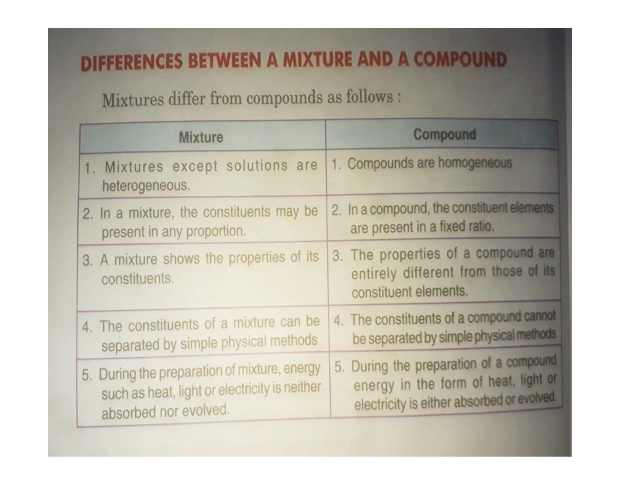 DIFFERENCES BETWEEN A MIXTURE AND A COMPOUND
Mixtures differ from compounds as follows :
Mixture
Compound
1. Mixtures except solutions are
heterogeneous.
1. Compounds are homogeneous
2. In a mixture, the constituents may be
present in any proportion.
2. In a compound, the constituent elements
are present in a fixed ratio.
3. A mixture shows the properties of its
constituents.
3. The properties of a compound are
entirely different from those of its
constituent elements.
4. The constituents of a mixture can be
separated by simple physical methods
4. The constituents of a compound cannot
be separated by simple physical methods
5. During the preparation of mixture, energy
such as heat, light or electricity is neither
absorbed nor evolved.
5. During the preparation of a compound
energy in the form of heat, light or
electricity is either absorbed or evolved.